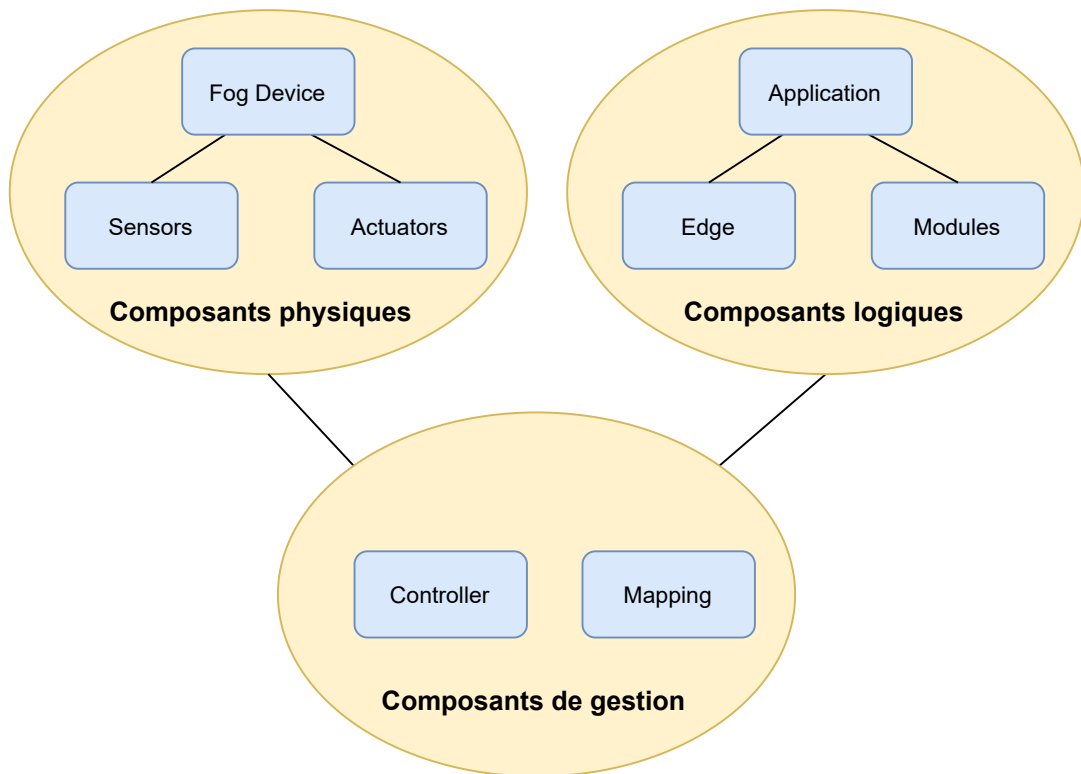 Fog Device
Sensors
Actuators
Composants physiques
Application
Edge
Modules
Composants logiques
Controller
Mapping
Composants de gestion